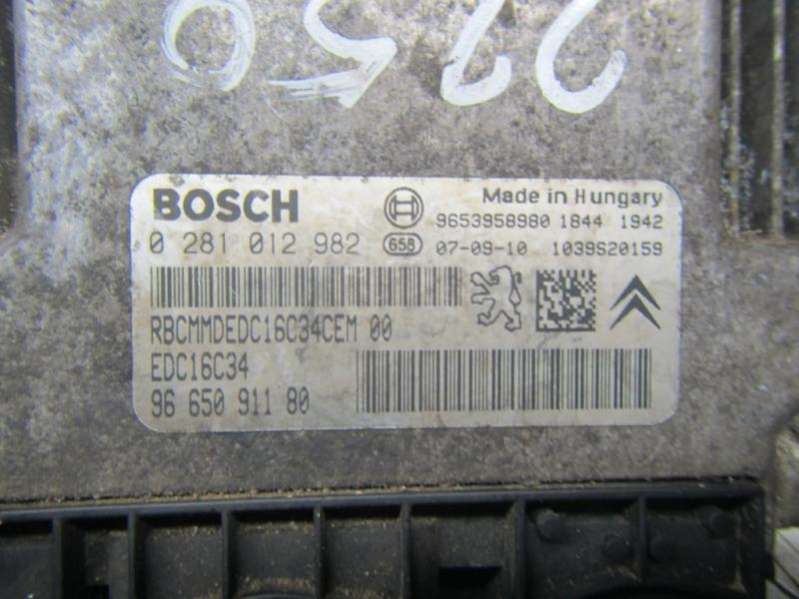 2250
BOSCH
Made in Hungary
9653958980 1844 1942
0 281 012 982 658 07-09-10 1039S20159
RBCMMDEDC16C34CEM 00
EDC16C34
96 650 911 80